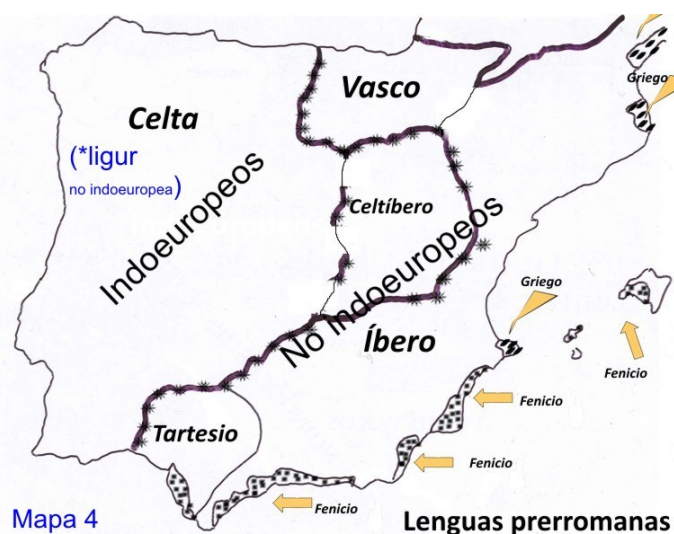 Griego
Vasco
Celta
(*ligur
no indoeuropea)
Indoeuropeos
Celtíbero
No indoeuropeos
Griego
Íbero
Fenicio
Fenicio
Tartesio
Fenicio
Fenicio
Mapa 4
Lenguas prerromanas